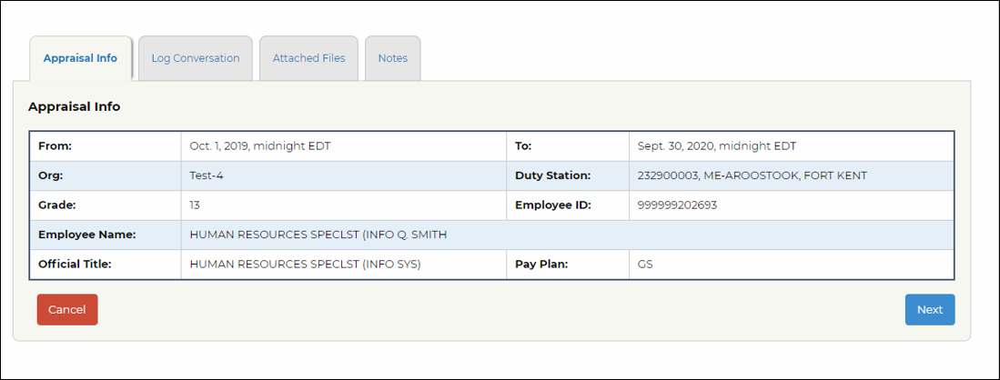 Appraisal Info Log Conversation Attached Files Notes
Appraisal Info
From: Oct. 1, 2019, midnight EDT To: Sept. 30, 2020, midnight EDT
Org: Test-4 Duty Station: 232900003, ME-AROOSTOOK, FORT KENT
Grade: 13 Employee ID: 999999202693
Employee Name: HUMAN RESOURCES SPECLST (INFO Q. SMITH
Official Title: HUMAN RESOURCES SPECLST (INFO SYS) Pay Plan: GS
Cancel Next